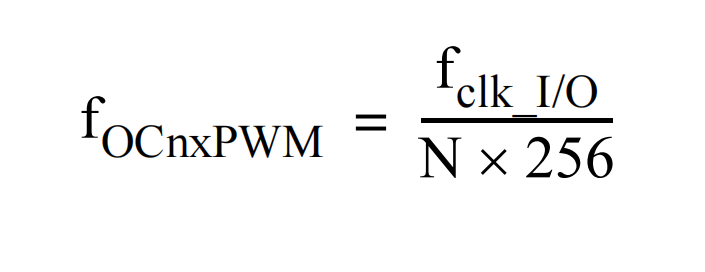 f_OCnxPWM = f_clk_I/O
N × 256